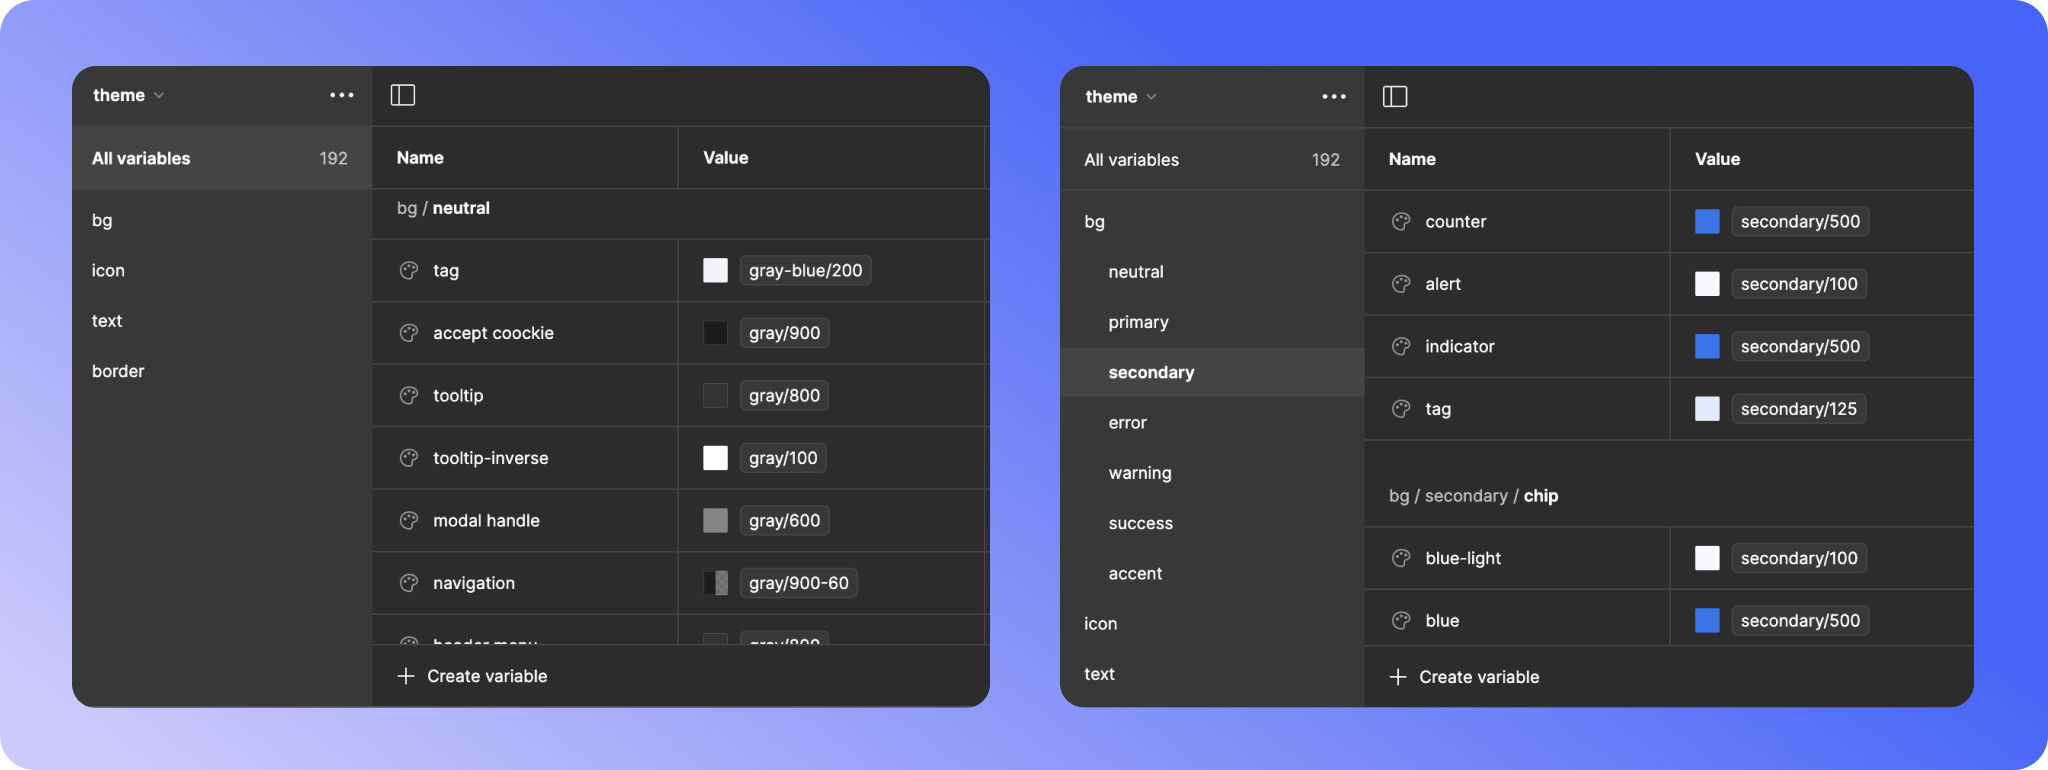 theme
All variables 192
bg
icon
text
border
Name Value
bg / neutral
tag gray-blue/200
accept coockie gray/900
tooltip gray/800
tooltip-inverse gray/100
modal handle gray/600
navigation gray/900-60
header menu gray/800
Create variable
theme
All variables 192
bg
neutral
primary
secondary
error
warning
success
accent
icon
text
Name Value
counter secondary/500
alert secondary/100
indicator secondary/500
tag secondary/125
bg / secondary / chip
blue-light secondary/100
blue secondary/500
Create variable